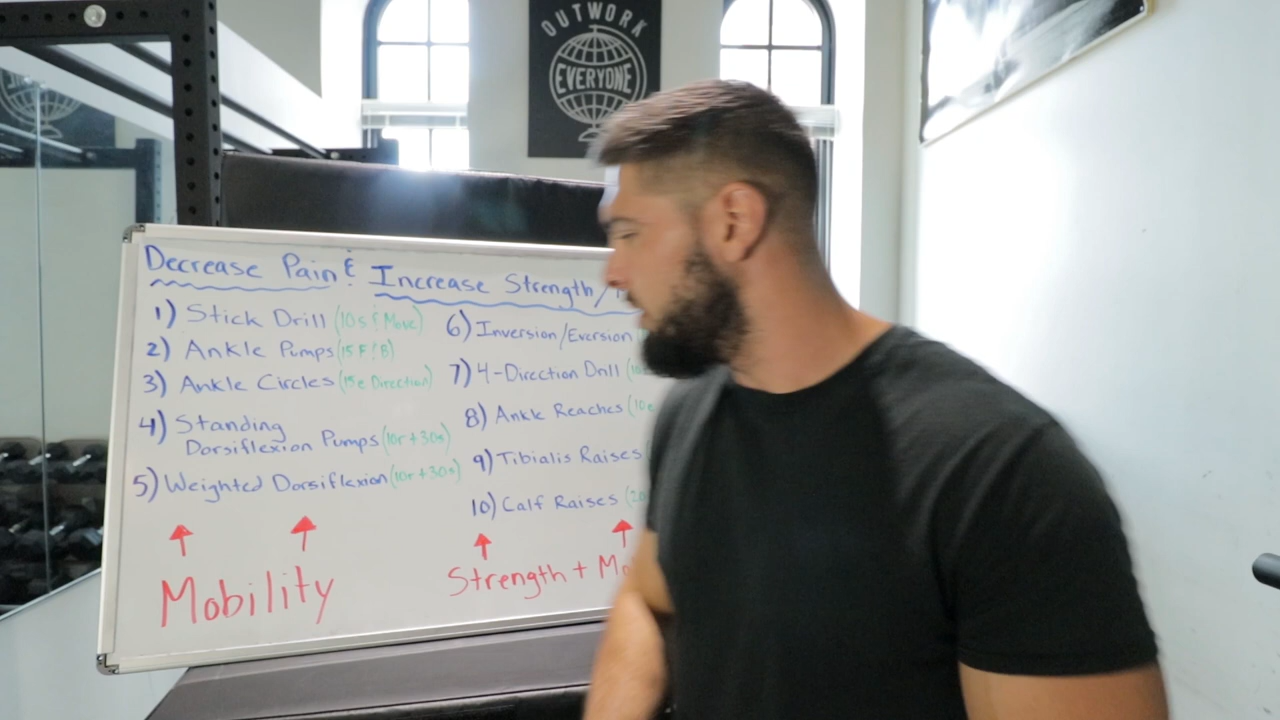 OUTWORK
EVERYONE
Decrease Pain & Increase Strength/
1) Stick Drill (10s & Move)
2) Ankle Pumps (15 F/B)
3) Ankle Circles (15e Direction)
4) Standing
Dorsiflexion Pumps (10r + 30s)
5) Weighted Dorsiflexion (10r + 30s)
6) Inversion/Eversion
7) 4-Direction Drill
8) Ankle Reaches (10e
9) Tibialis Raises
10) Calf Raises
Mobility
Strength +